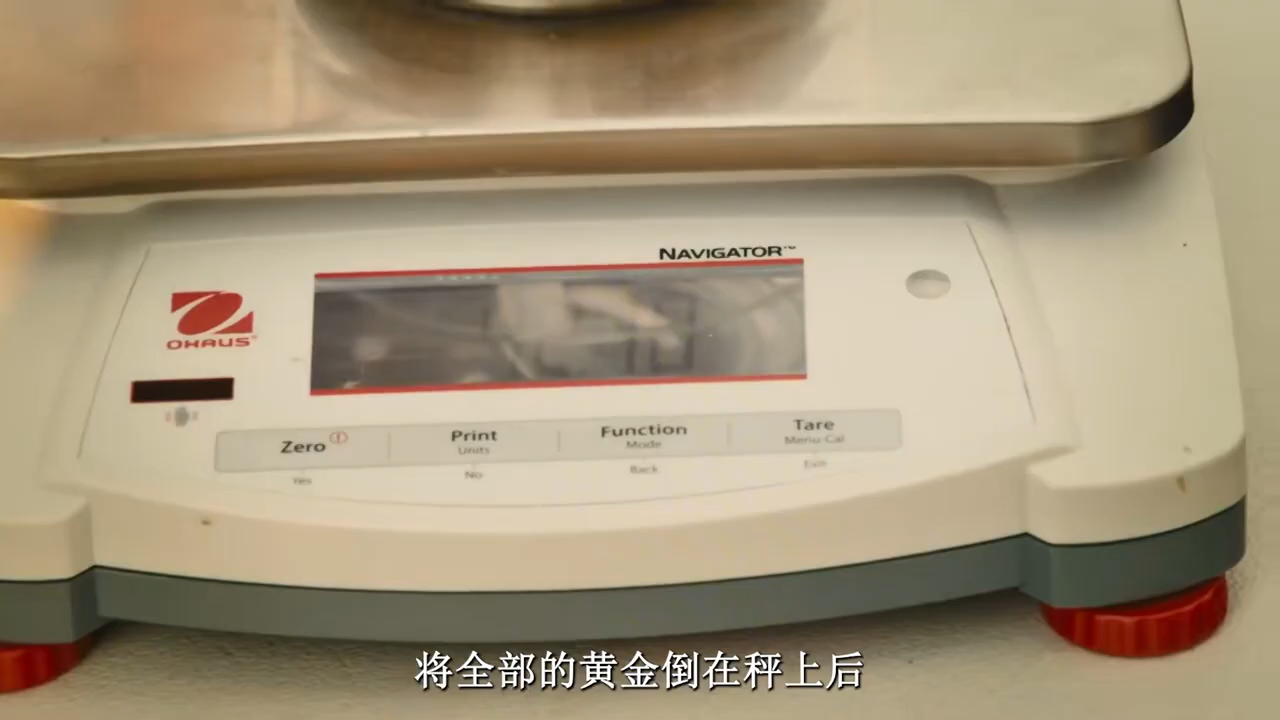 NAVIGATOR™
OHAUS®
Zero Print Function Tare
Units Mode Menu-Cal
Yes No Back Exit
将全部的黄金倒在秤上后